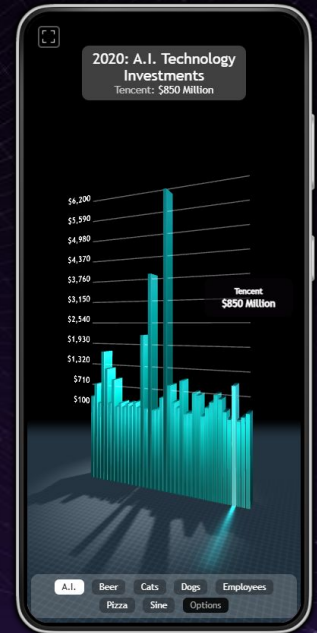 2020: A.I. Technology
Investments
Tencent: $850 Million
$6,200
$5,590
$4,980
$4,370
$3,760
$3,150
$2,540
$1,930
$1,320
$710
$100
Tencent
$850 Million
A.I. Beer Cats Dogs Employees
Pizza Sine Options